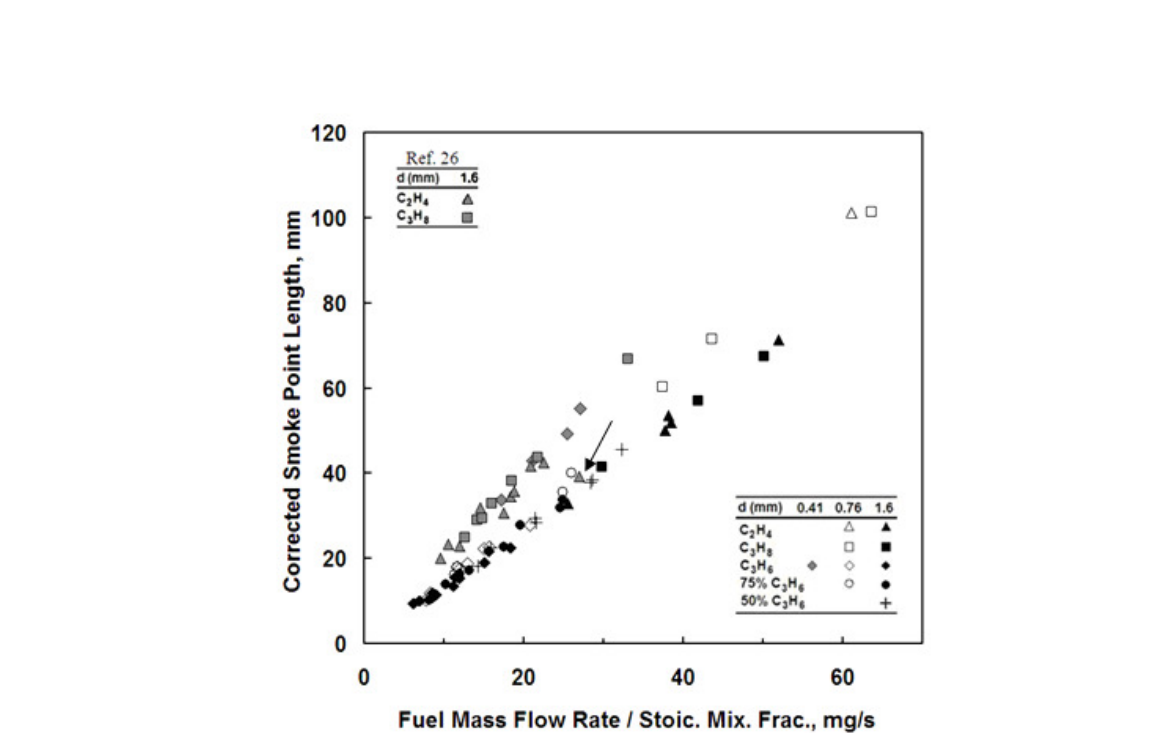 120
100
80
60
40
20
0
0 20 40 60
Corrected Smoke Point Length, mm
Fuel Mass Flow Rate / Stoic. Mix. Frac., mg/s
Ref. 26
d (mm) 1.6
C₂H₄
C₃H₈
d (mm) 0.41 0.76 1.6
C₂H₄
C₃H₈
C₃H₆
75% C₃H₆
50% C₃H₆